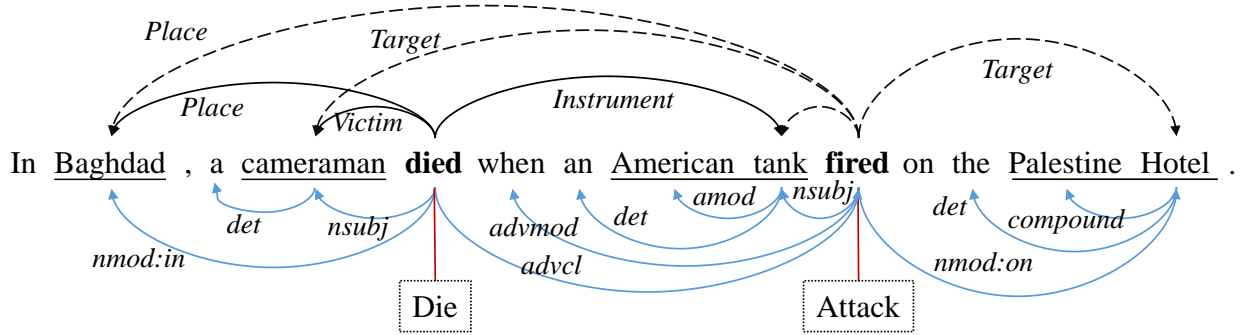 Place
Target
Target
Place
Instrument
Victim
In Baghdad , a cameraman died when an American tank fired on the Palestine Hotel .
det
nsubj
advmod
det
amod
nsubj
det
compound
nmod:in
advcl
nmod:on
Die
Attack